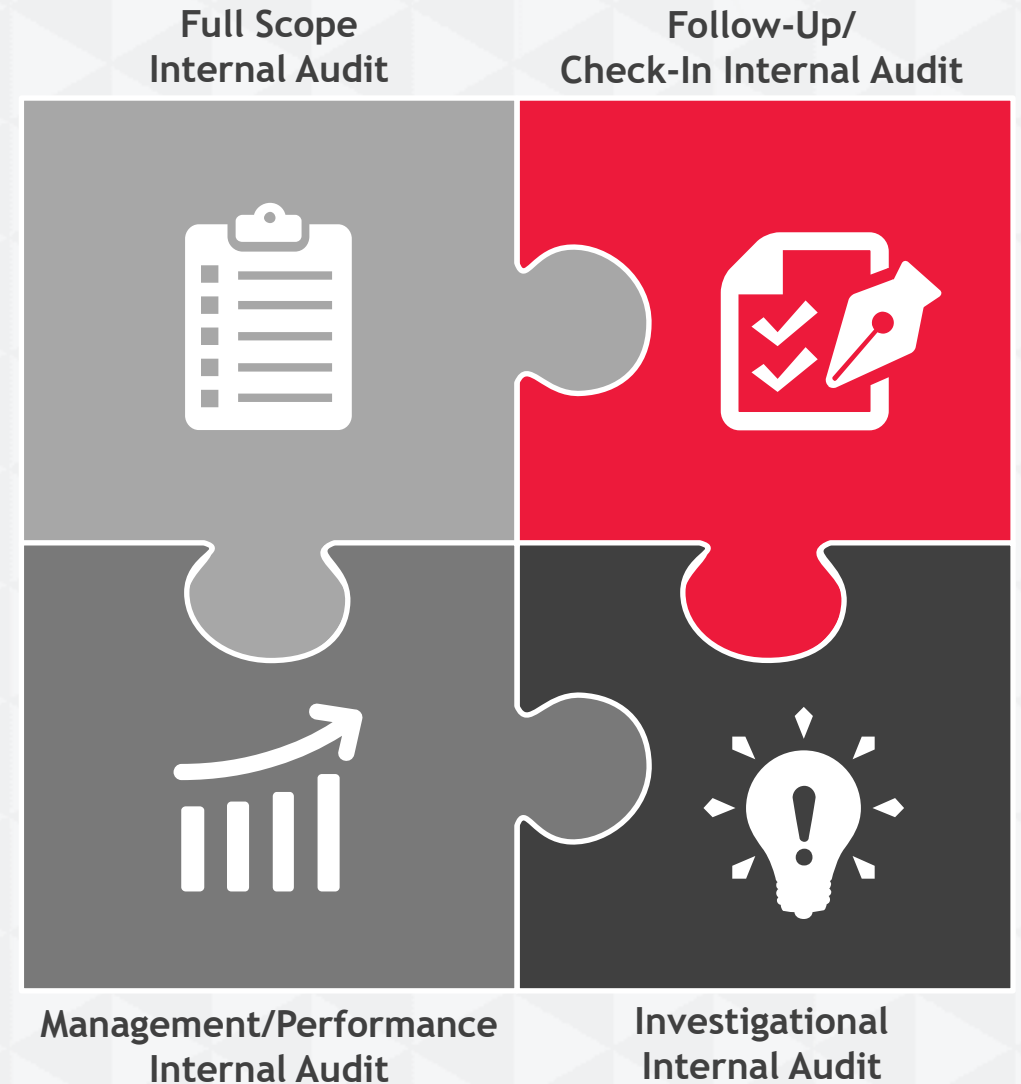 Full Scope
Internal Audit
Follow-Up/
Check-In Internal Audit
Management/Performance
Internal Audit
Investigational
Internal Audit